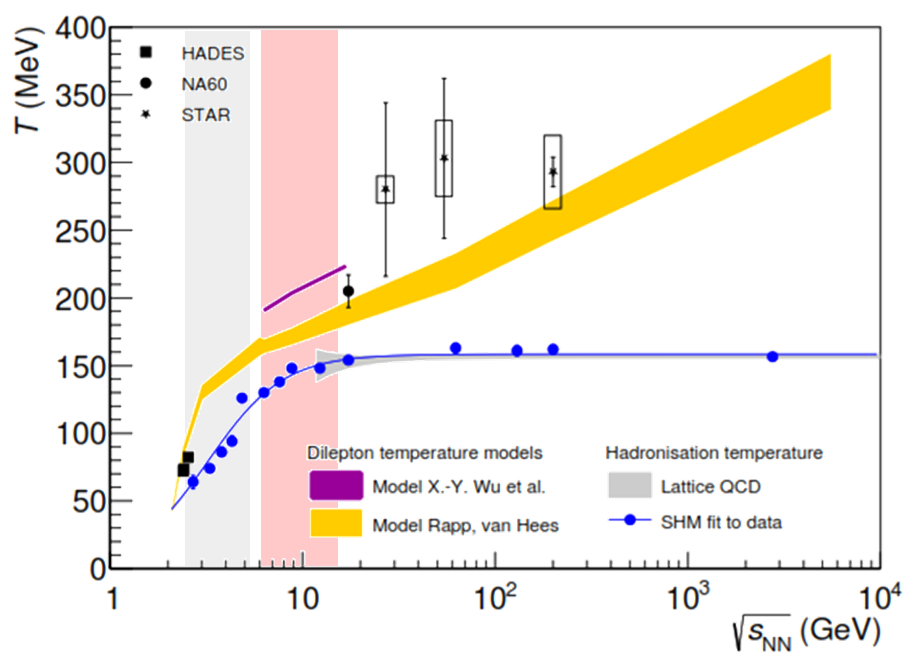 400
350
300
250
200
150
100
50
0
T (MeV)
HADES
NA60
STAR
Dilepton temperature models
Model X.-Y. Wu et al.
Model Rapp, van Hees
Hadronisation temperature
Lattice QCD
SHM fit to data
1
10
10²
10³
10⁴
√sNN (GeV)